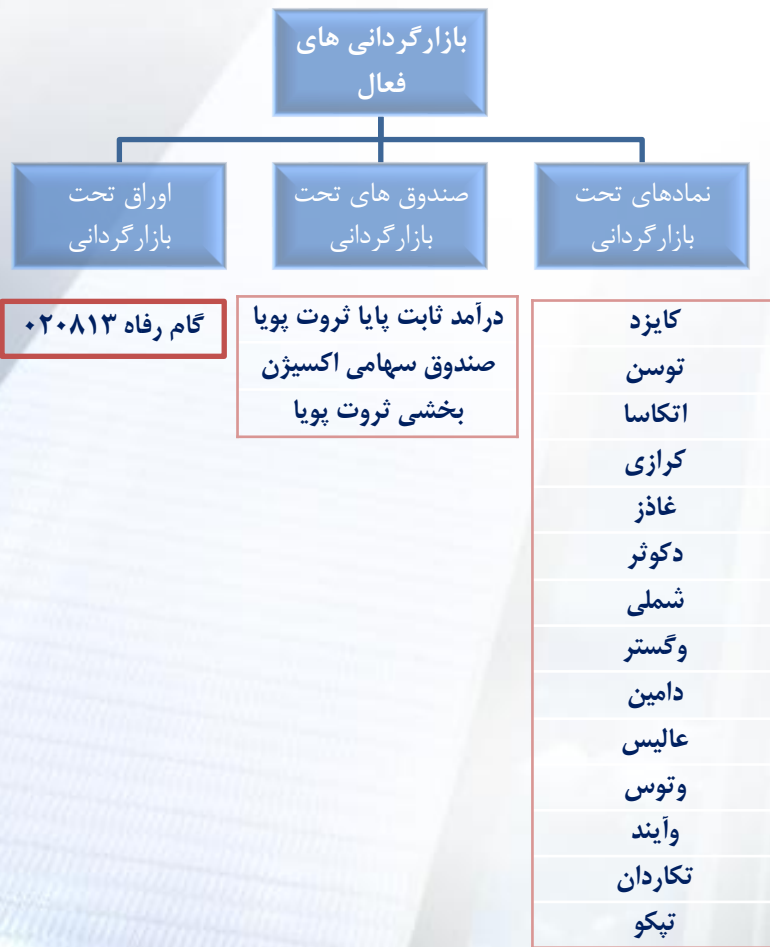 بازارگردانی های
فعال
نمادهای تحت
بازارگردانی
صندوق های تحت
بازارگردانی
اوراق تحت
بازارگردانی
کایزد
توسن
اتکاسا
کرازی
غاذز
دکوثر
شملی
وگستر
دامین
عالیس
وتوس
وآیند
تکاردان
تپکو
درآمد ثابت پایا ثروت پویا
صندوق سهامی اکسیژن
بخشی ثروت پویا
گام رفاه ۰۲۰۸۱۳